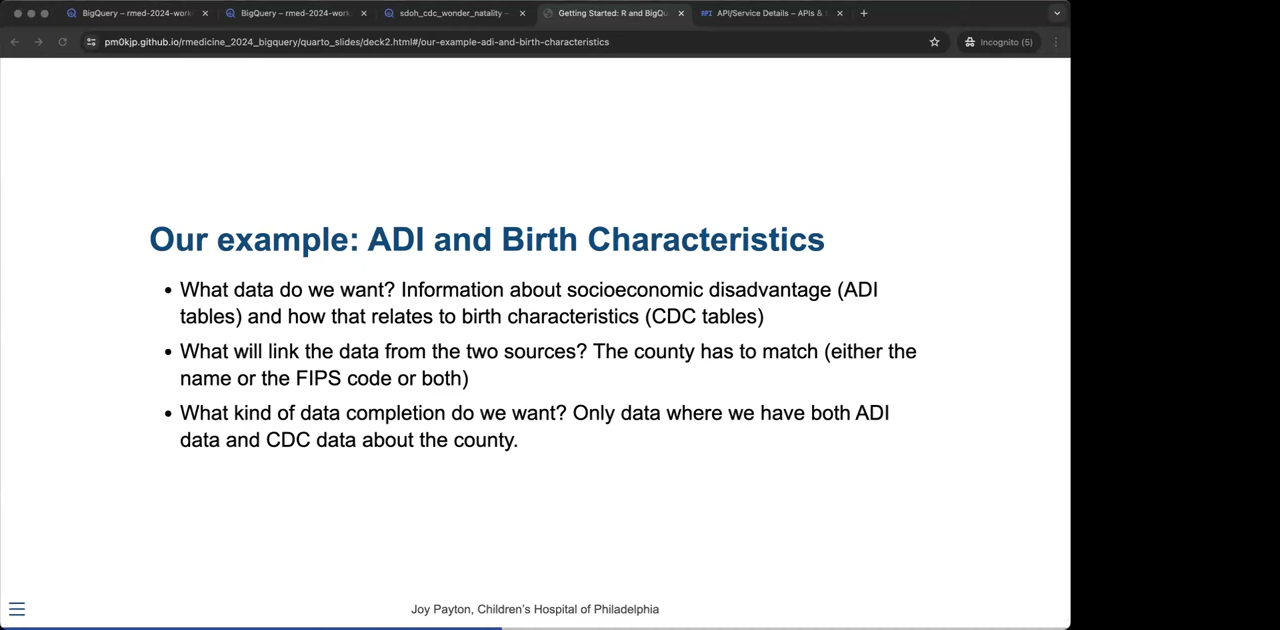 BigQuery – rmed-2024-work
BigQuery – rmed-2024-work
sdoh_cdc_wonder_natality –
Getting Started: R and BigQu
API
API/Service Details – APIs &
pm0kjp.github.io/rmedicine_2024_bigquery/quarto_slides/deck2.html#/our-example-adi-and-birth-characteristics
Incognito (5)
Our example: ADI and Birth Characteristics
• What data do we want? Information about socioeconomic disadvantage (ADI
tables) and how that relates to birth characteristics (CDC tables)
• What will link the data from the two sources? The county has to match (either the
name or the FIPS code or both)
• What kind of data completion do we want? Only data where we have both ADI
data and CDC data about the county.
Joy Payton, Children's Hospital of Philadelphia